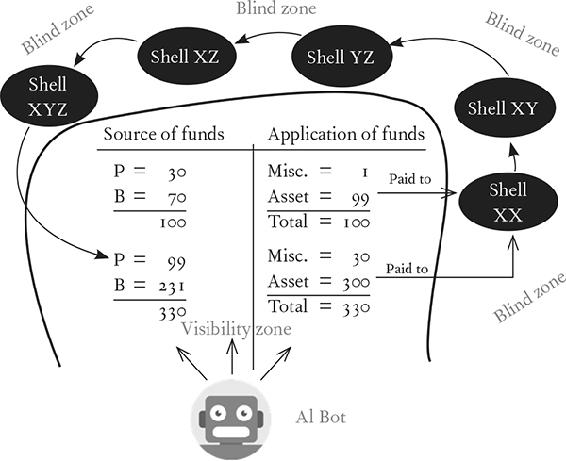 Blind zone
Blind zone
Blind zone
Shell XZ
Shell YZ
Shell
XYZ
Shell XY
Shell
XX
Source of funds
Application of funds
P = 30
B = 70
100
Misc. = 1
Asset = 99
Total = 100
Paid to
P = 99
B = 231
330
Misc. = 30
Asset = 300
Total = 330
Paid to
Blind zone
Visibility zone
AI Bot